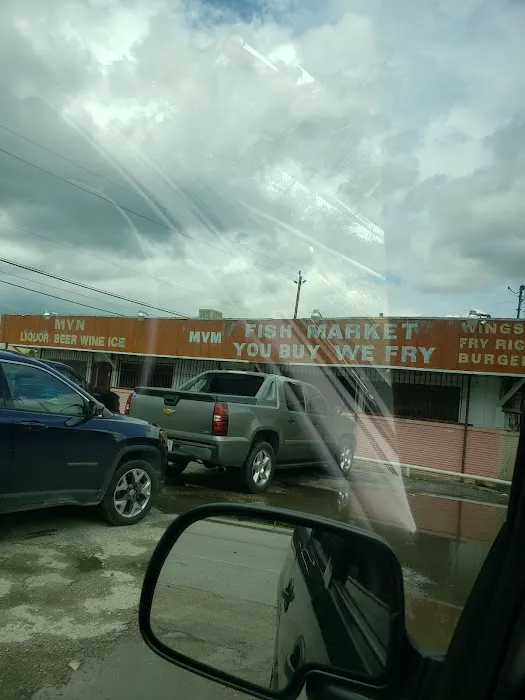 MVN
LIQUOR BEER WINE ICE
MVM
FISH MARKET
YOU BUY WE FRY
WINGS
FRY RIC
BURGE